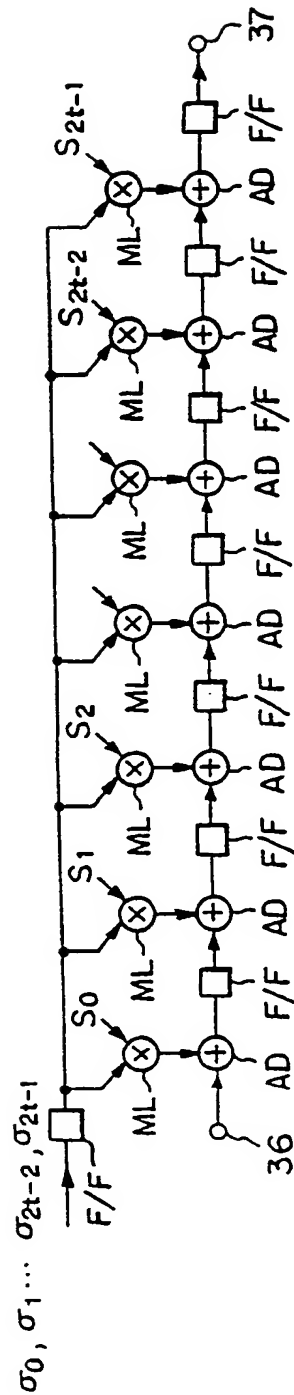 σ₀, σ₁ ··· σ₂ₜ₋₂, σ₂ₜ₋₁
F/F
S₀ S₁ S₂ S₂ₜ₋₂ S₂ₜ₋₁
× × × × × × ×
ML ML ML ML ML ML ML
+ + + + + + +
36 AD F/F AD F/F AD F/F AD F/F AD F/F AD F/F AD F/F 37